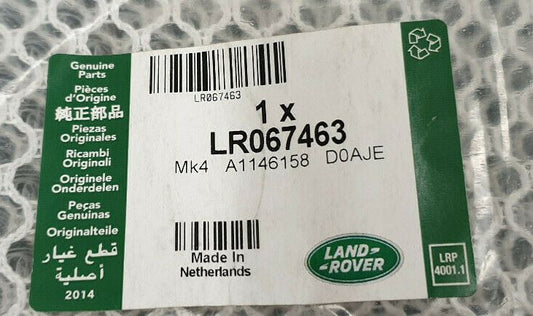 Genuine
Parts
Pièces
d'Origine
純正部品
Piezas
Originales
Ricambi
Originali
Originele
Onderdelen
Peças
Genuinas
Originalteile
قطع غيار
أصلية
2014
LR067463
1 x
LR067463
Mk4 A1146158 D0AJE
Made In
Netherlands
LAND-
-ROVER
LRP
4001.1